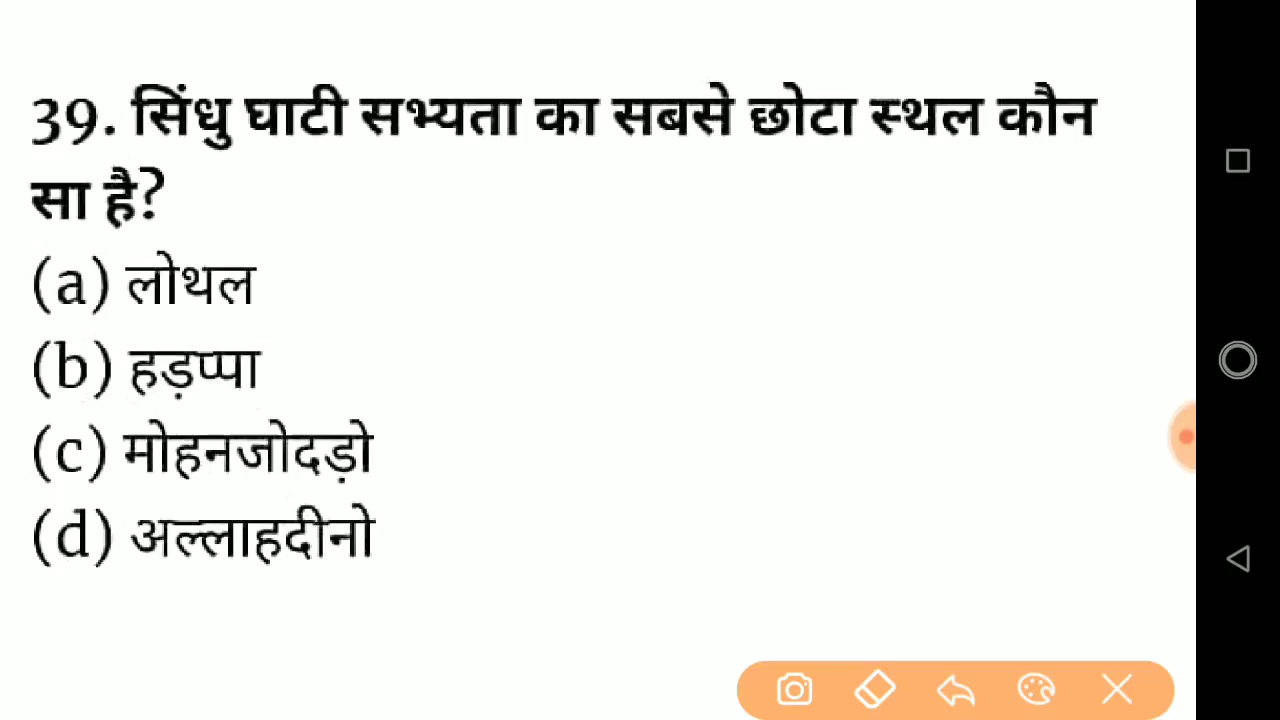 39. सिंधु घाटी सभ्यता का सबसे छोटा स्थल कौन
सा है?
(a) लोथल
(b) हड़प्पा
(c) मोहनजोदड़ो
(d) अल्लाहदीनो